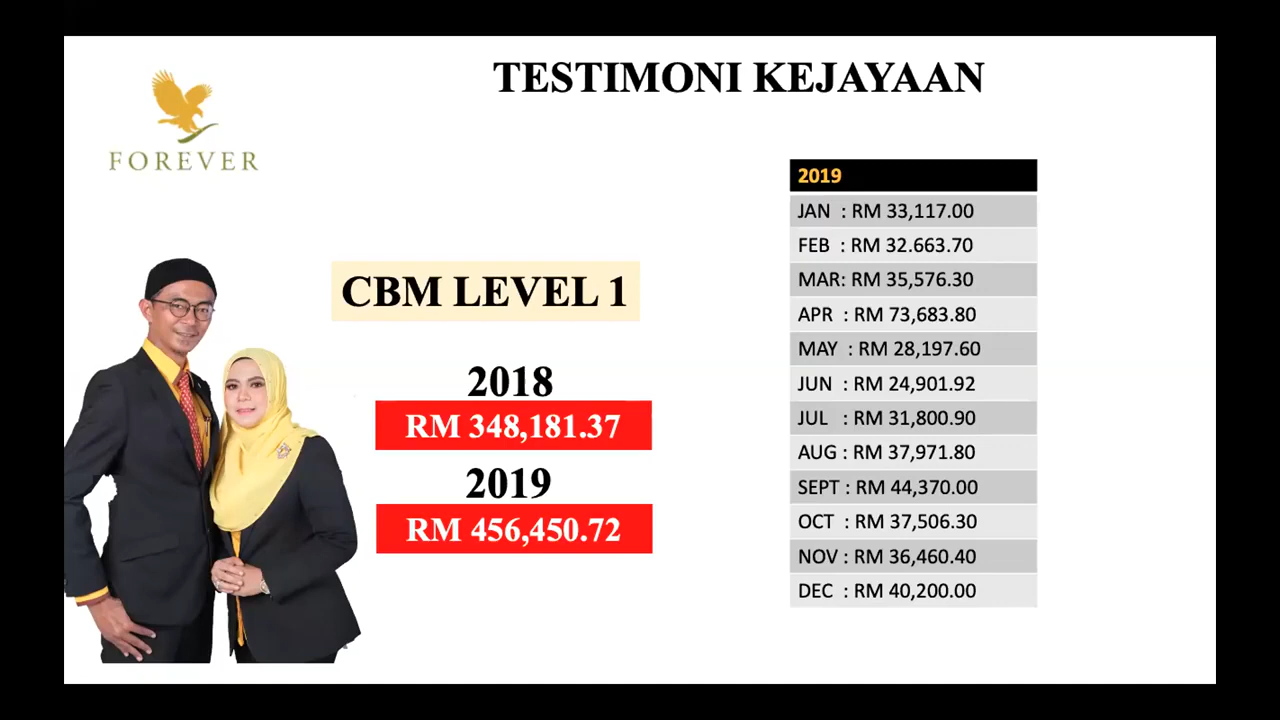 TESTIMONI KEJAYAAN
FOREVER
CBM LEVEL 1
2018
RM 348,181.37
2019
RM 456,450.72
2019
JAN : RM 33,117.00
FEB : RM 32.663.70
MAR: RM 35,576.30
APR : RM 73,683.80
MAY : RM 28,197.60
JUN : RM 24,901.92
JUL : RM 31,800.90
AUG : RM 37,971.80
SEPT : RM 44,370.00
OCT : RM 37,506.30
NOV : RM 36,460.40
DEC : RM 40,200.00